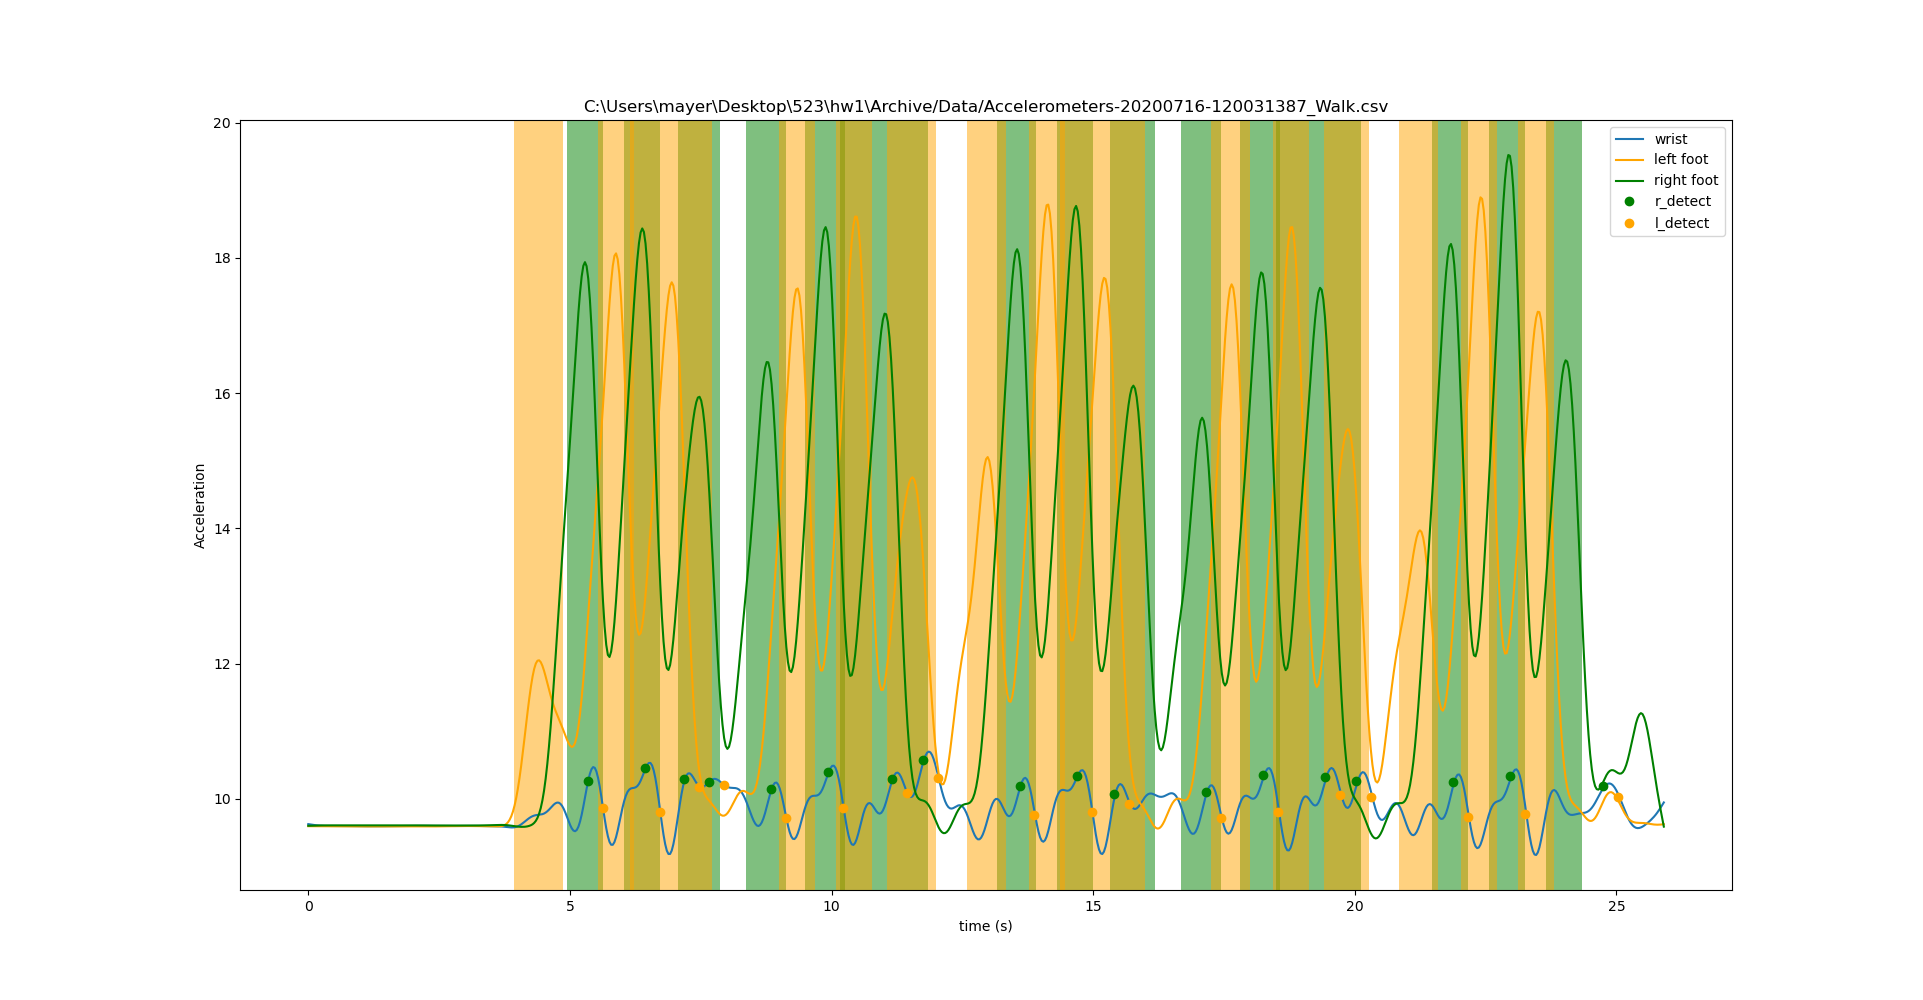 C:\Users\mayer\Desktop\523\hw1\Archive/Data/Accelerometers-20200716-120031387_Walk.csv
20
18
16
14
12
10
Acceleration
wrist
left foot
right foot
r_detect
l_detect
0 5 10 15 20 25
time (s)